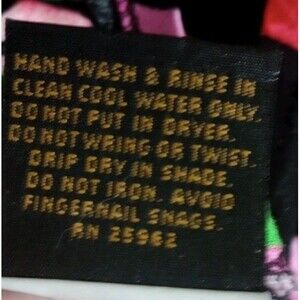 HAND WASH & RINSE IN
CLEAN COOL WATER ONLY.
DO NOT PUT IN DRYER.
DO NOT WRING OR TWIST.
DRIP DRY IN SHADE.
DO NOT IRON. AVOID
FINGERNAIL SNAGS.
RN 25982